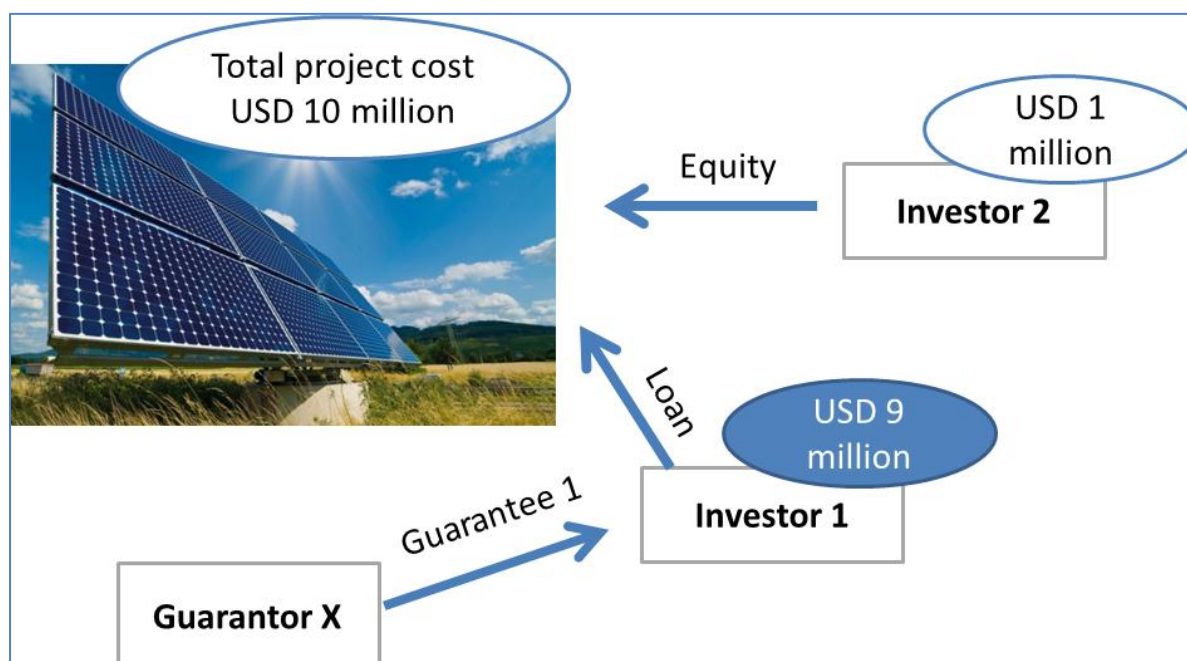 Total project cost
USD 10 million
USD 1
million
Equity
Investor 2
Loan
USD 9
million
Investor 1
Guarantee 1
Guarantor X